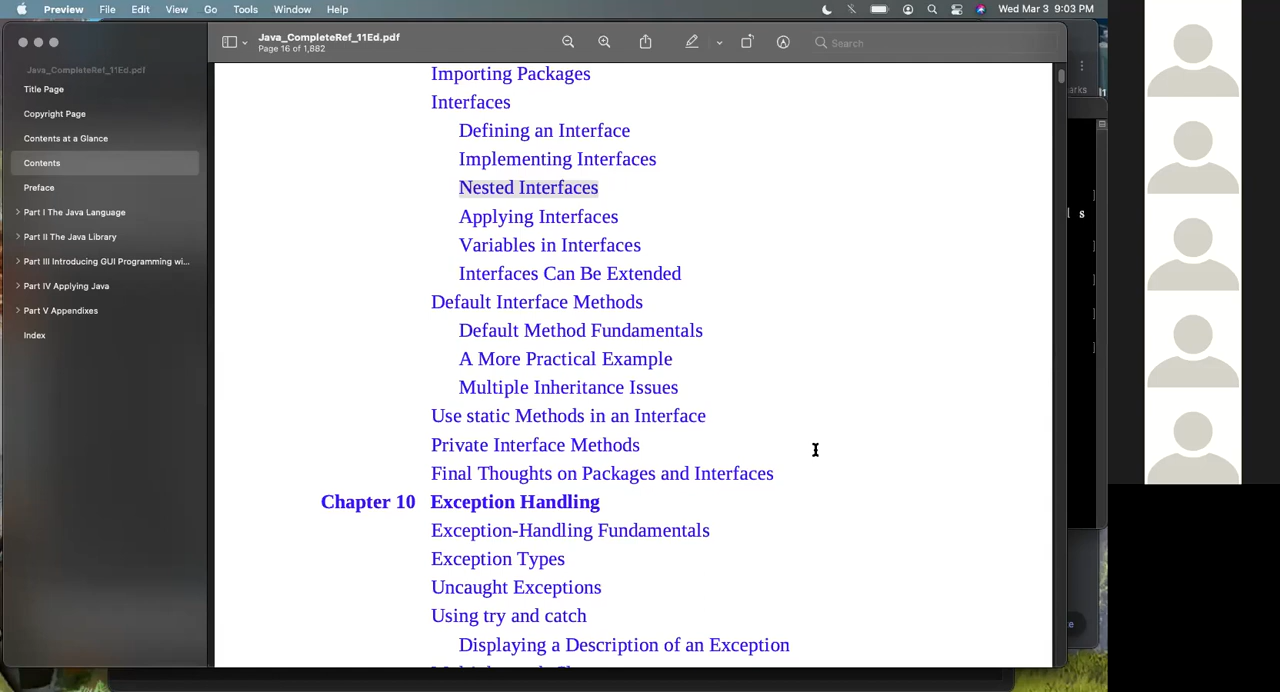 Preview File Edit View Go Tools Window Help Wed Mar 3 9:03 PM
Java_CompleteRef_11Ed.pdf
Page 16 of 1,882
Search
Java_CompleteRef_11Ed.pdf
Title Page
Copyright Page
Contents at a Glance
Contents
Preface
Part I The Java Language
Part II The Java Library
Part III Introducing GUI Programming wi...
Part IV Applying Java
Part V Appendixes
Index
Importing Packages
Interfaces
Defining an Interface
Implementing Interfaces
Nested Interfaces
Applying Interfaces
Variables in Interfaces
Interfaces Can Be Extended
Default Interface Methods
Default Method Fundamentals
A More Practical Example
Multiple Inheritance Issues
Use static Methods in an Interface
Private Interface Methods
Final Thoughts on Packages and Interfaces
Chapter 10 Exception Handling
Exception-Handling Fundamentals
Exception Types
Uncaught Exceptions
Using try and catch
Displaying a Description of an Exception